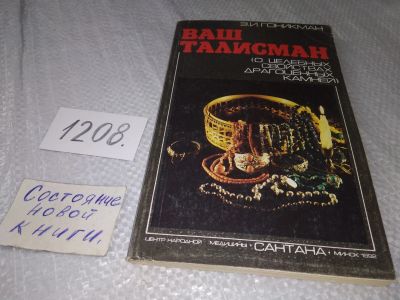 Э.И.ГОНИКМАН
ВАШ
ТАЛИСМАН
(О ЦЕЛЕБНЫХ
СВОЙСТВАХ
ДРАГОЦЕННЫХ
КАМНЕЙ)
ЦЕНТР НАРОДНОЙ МЕДИЦИНЫ · САНТАНА · МИНСК 1992
1208.
Состояние
новой
книги.